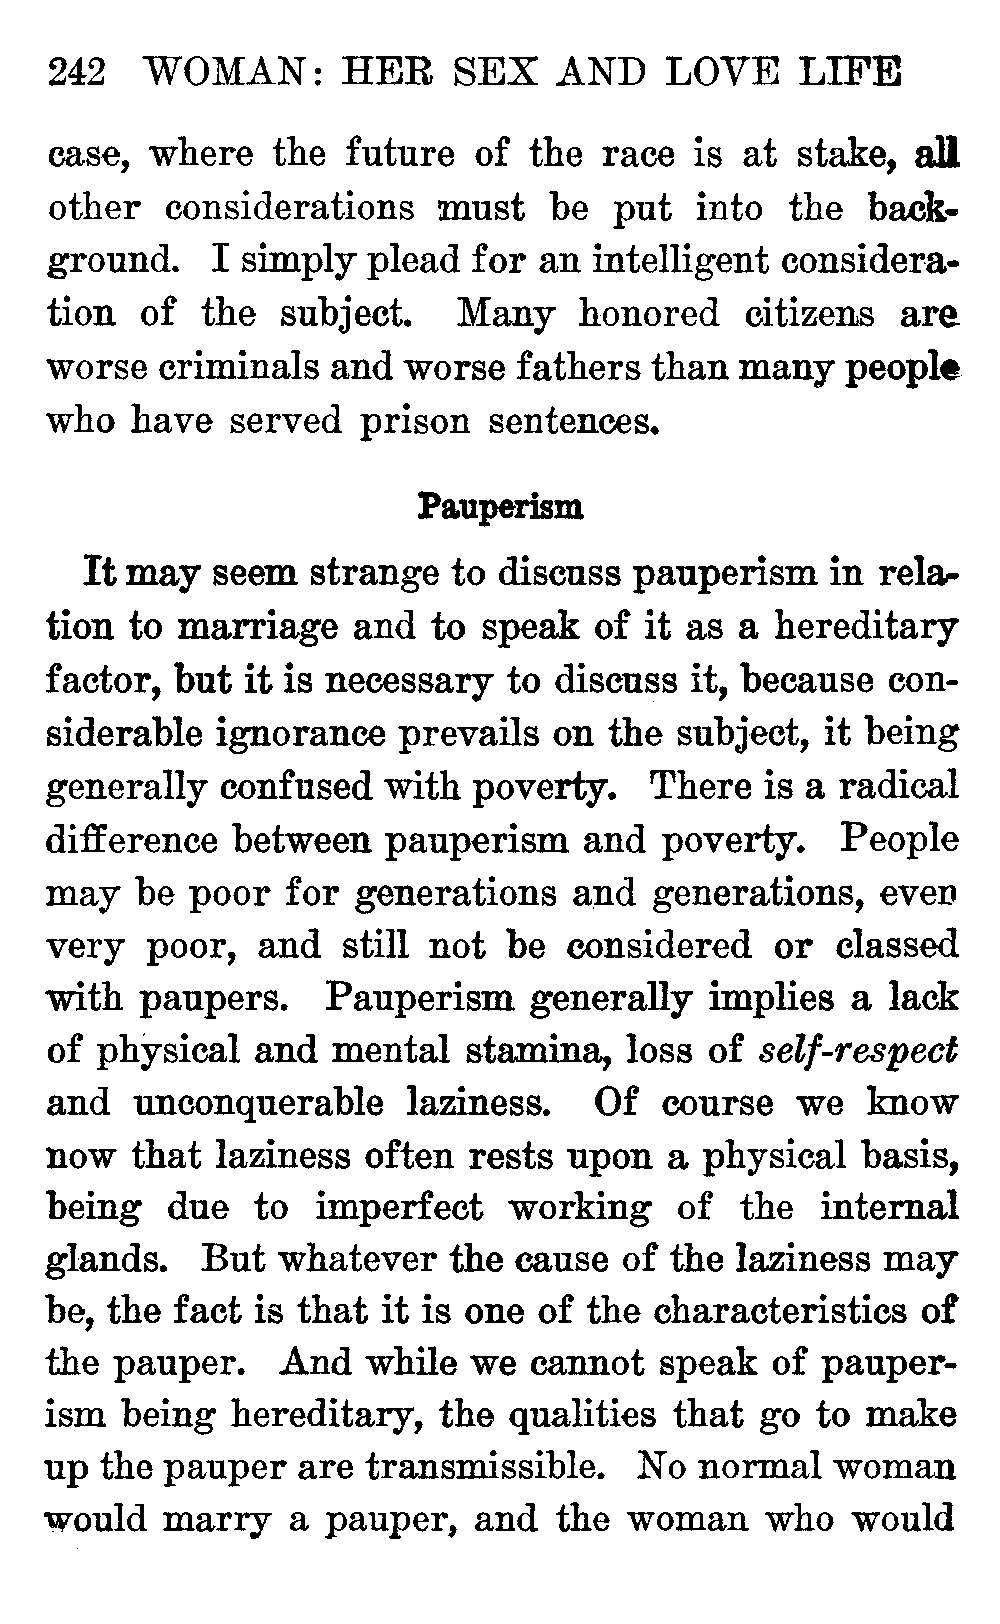 242 WOMAN: HER SEX AND LOVE LIFE
case, where the future of the race is at stake, all
other considerations must be put into the back-
ground. I simply plead for an intelligent considera-
tion of the subject. Many honored citizens are
worse criminals and worse fathers than many people
who have served prison sentences.
Pauperism
It may seem strange to discuss pauperism in rela-
tion to marriage and to speak of it as a hereditary
factor, but it is necessary to discuss it, because con-
siderable ignorance prevails on the subject, it being
generally confused with poverty. There is a radical
difference between pauperism and poverty. People
may be poor for generations and generations, even
very poor, and still not be considered or classed
with paupers. Pauperism generally implies a lack
of physical and mental stamina, loss of self-respect
and unconquerable laziness. Of course we know
now that laziness often rests upon a physical basis,
being due to imperfect working of the internal
glands. But whatever the cause of the laziness may
be, the fact is that it is one of the characteristics of
the pauper. And while we cannot speak of pauper-
ism being hereditary, the qualities that go to make
up the pauper are transmissible. No normal woman
would marry a pauper, and the woman who would